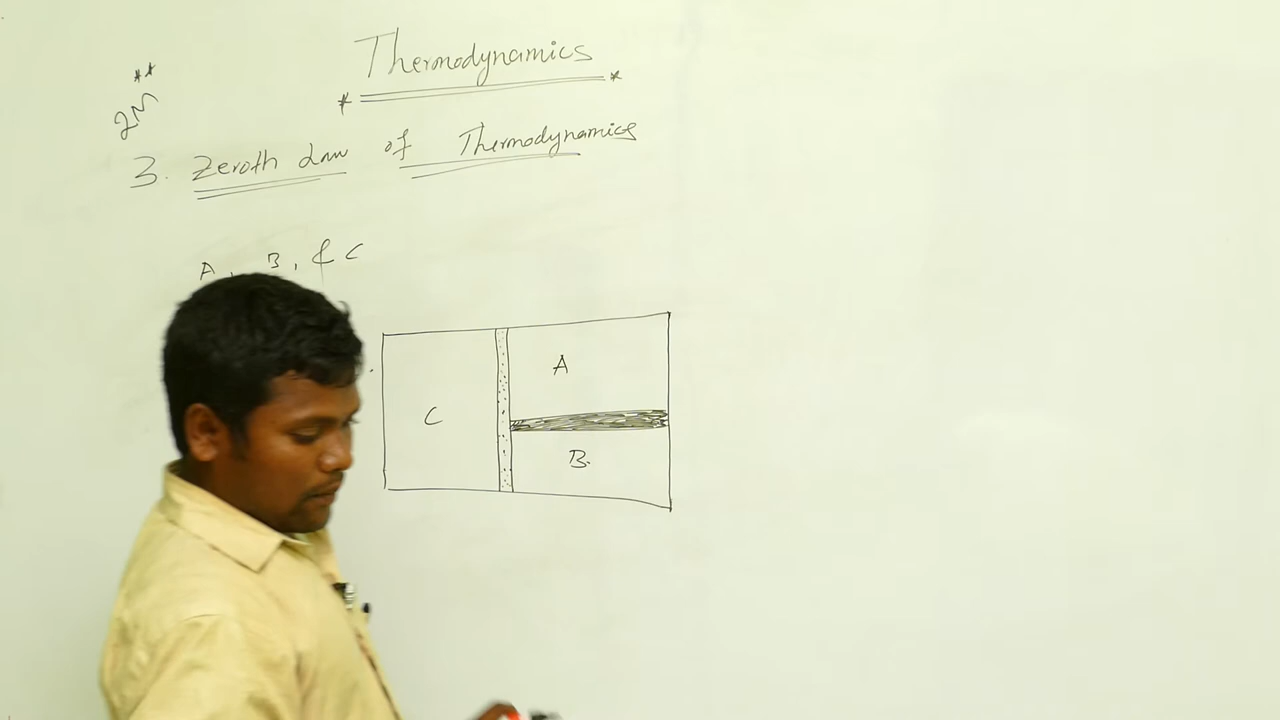 Thermodynamics
2M **
3. Zeroth Law of Thermodynamics
A, B, & C
A
C
B.